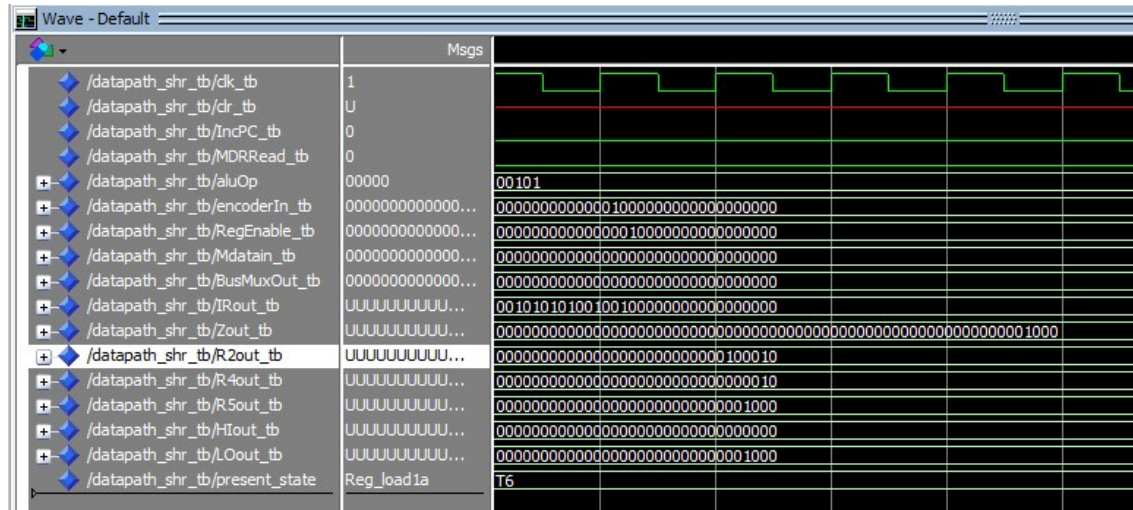 Wave - Default
Msgs
/datapath_shr_tb/clk_tb 1
/datapath_shr_tb/clr_tb U
/datapath_shr_tb/IncPC_tb 0
/datapath_shr_tb/MDRRead_tb 0
/datapath_shr_tb/aluOp 00000 00101
/datapath_shr_tb/encoderIn_tb 0000000000000... 00000000000001000000000000000000
/datapath_shr_tb/RegEnable_tb 0000000000000... 00000000000000010000000000000000
/datapath_shr_tb/Mdatain_tb 0000000000000... 00000000000000000000000000000000
/datapath_shr_tb/BusMuxOut_tb 0000000000000... 00000000000000000000000000000000
/datapath_shr_tb/IRout_tb UUUUUUUUUU... 00101010100100100000000000000000
/datapath_shr_tb/Zout_tb UUUUUUUUUU... 0000000000000000000000000000000000000000000000000000000000001000
/datapath_shr_tb/R2out_tb UUUUUUUUUU... 00000000000000000000000000100010
/datapath_shr_tb/R4out_tb UUUUUUUUUU... 00000000000000000000000000000010
/datapath_shr_tb/R5out_tb UUUUUUUUUU... 00000000000000000000000000001000
/datapath_shr_tb/HIout_tb UUUUUUUUUU... 00000000000000000000000000000000
/datapath_shr_tb/LOout_tb UUUUUUUUUU... 00000000000000000000000000001000
/datapath_shr_tb/present_state Reg_load1a T6